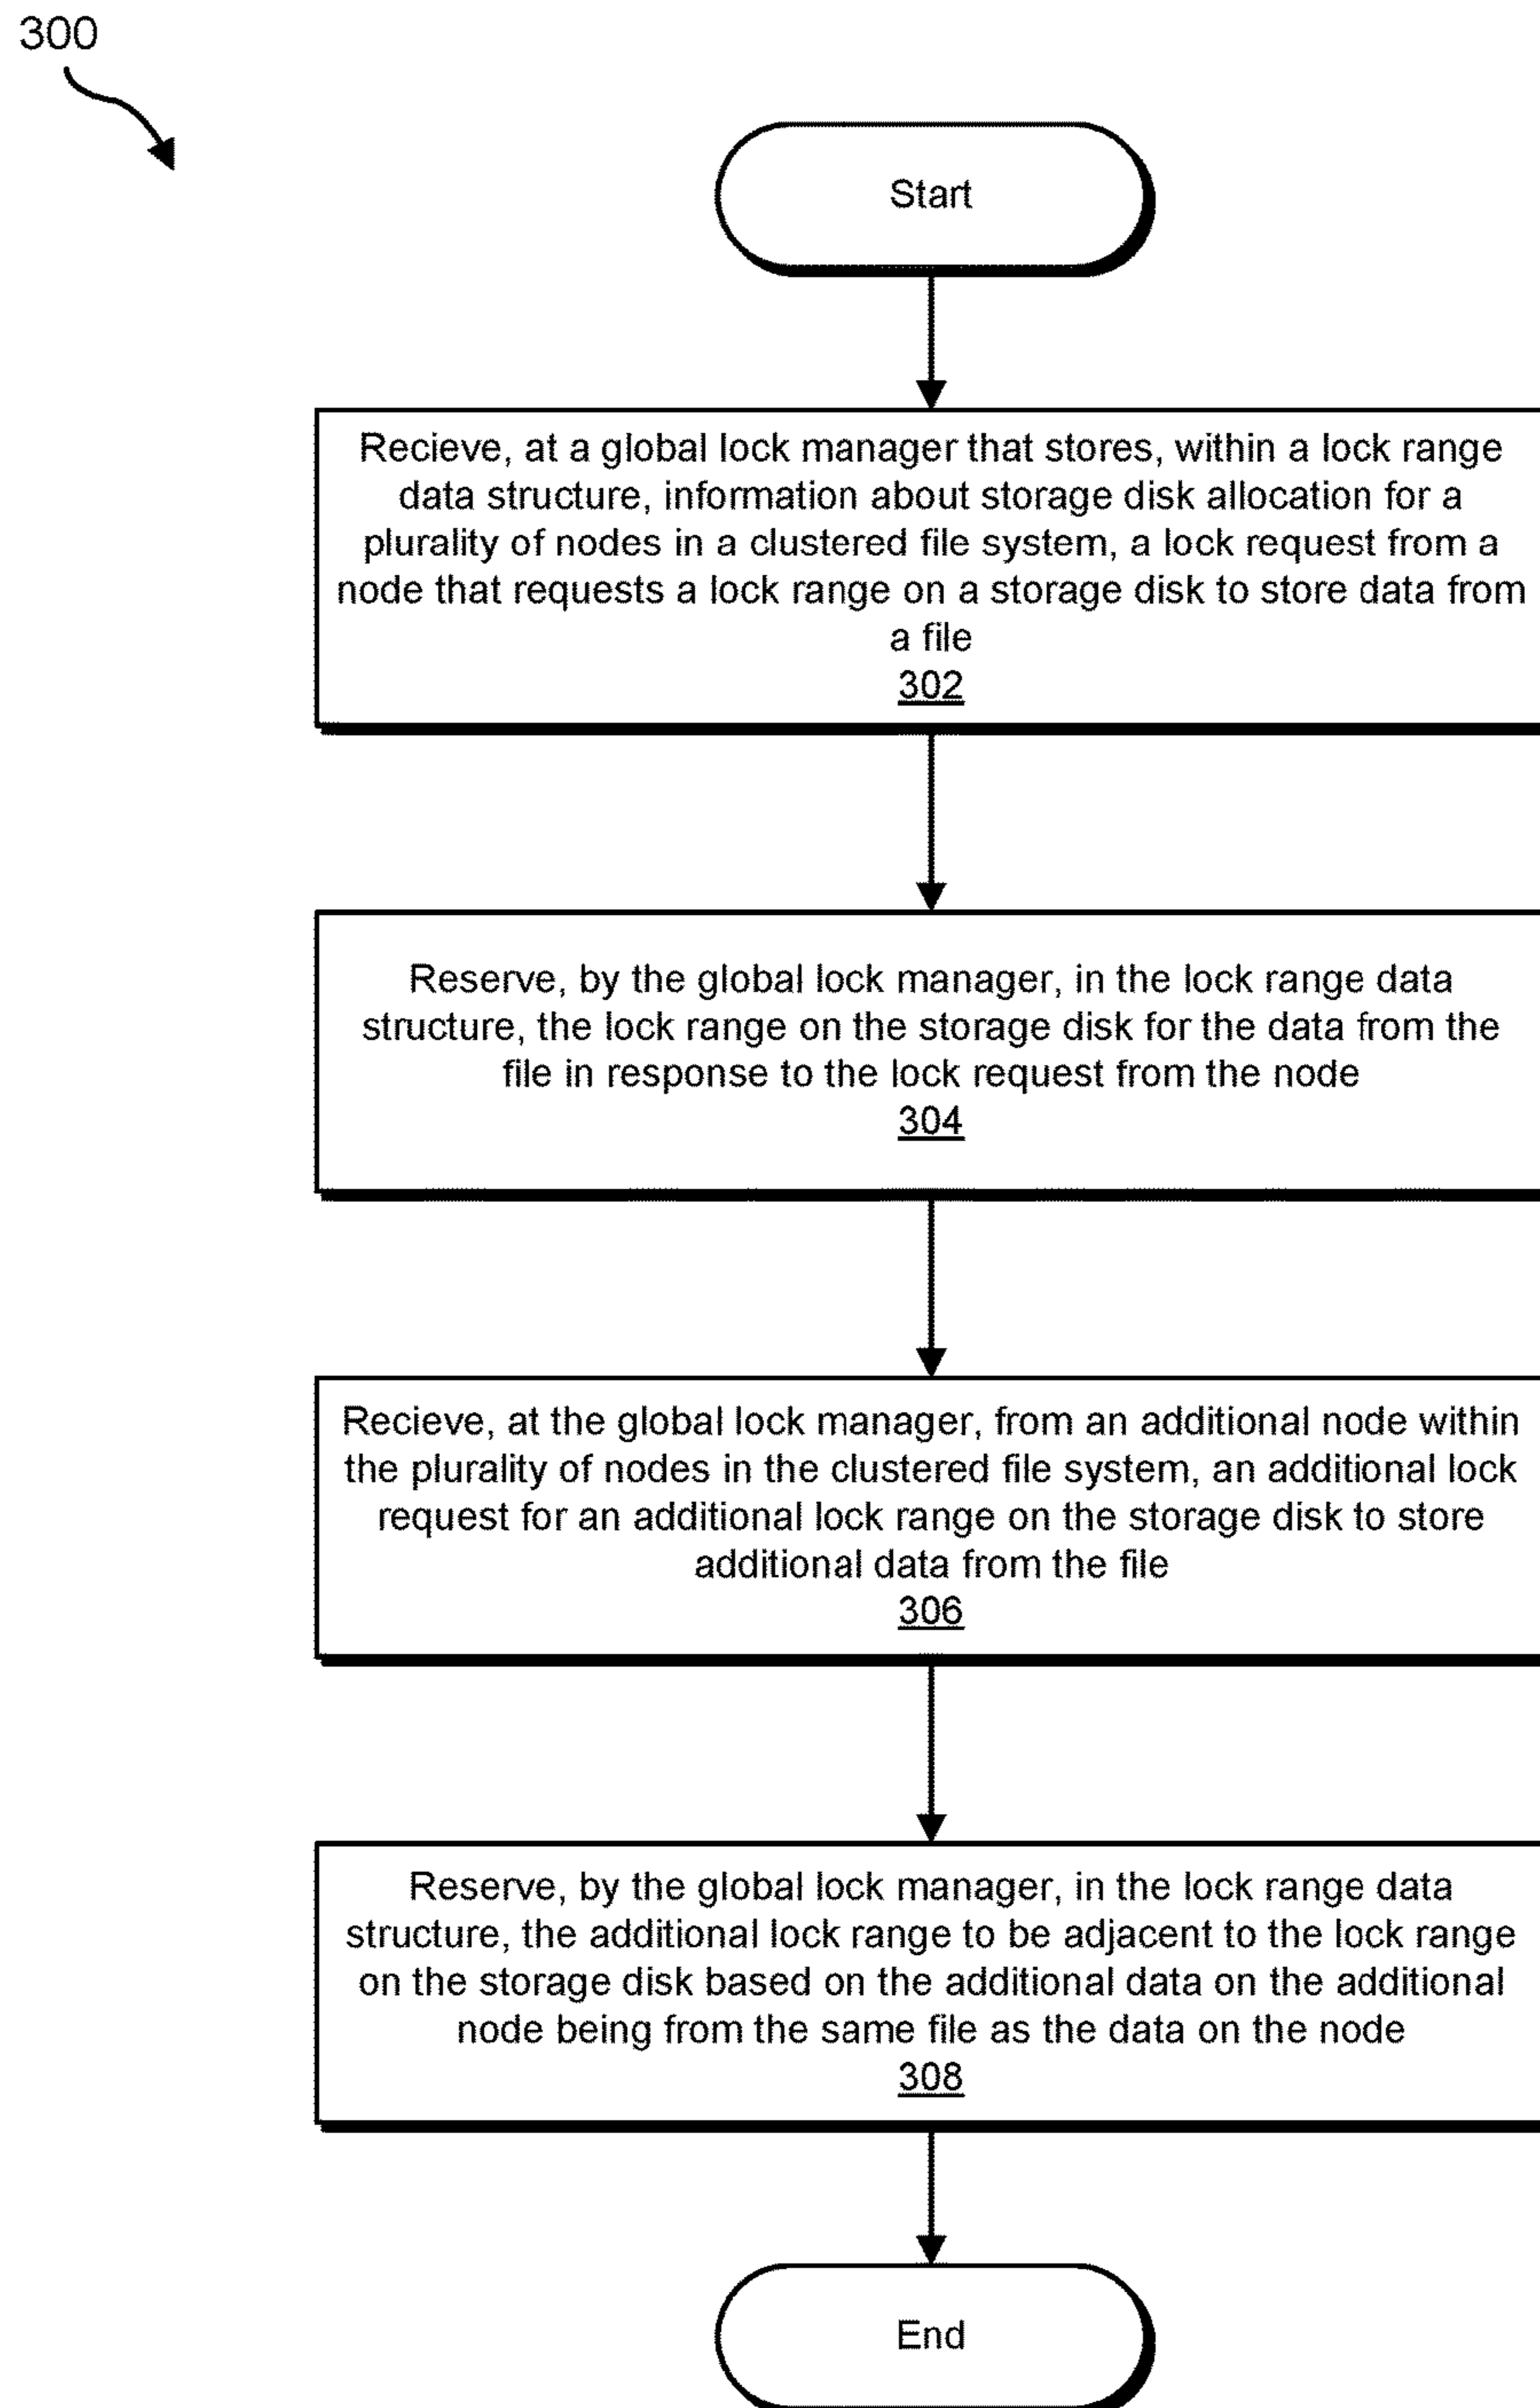 300
Start
Recieve, at a global lock manager that stores, within a lock range
data structure, information about storage disk allocation for a
plurality of nodes in a clustered file system, a lock request from a
node that requests a lock range on a storage disk to store data from
a file
302
Reserve, by the global lock manager, in the lock range data
structure, the lock range on the storage disk for the data from the
file in response to the lock request from the node
304
Recieve, at the global lock manager, from an additional node within
the plurality of nodes in the clustered file system, an additional lock
request for an additional lock range on the storage disk to store
additional data from the file
306
Reserve, by the global lock manager, in the lock range data
structure, the additional lock range to be adjacent to the lock range
on the storage disk based on the additional data on the additional
node being from the same file as the data on the node
308
End